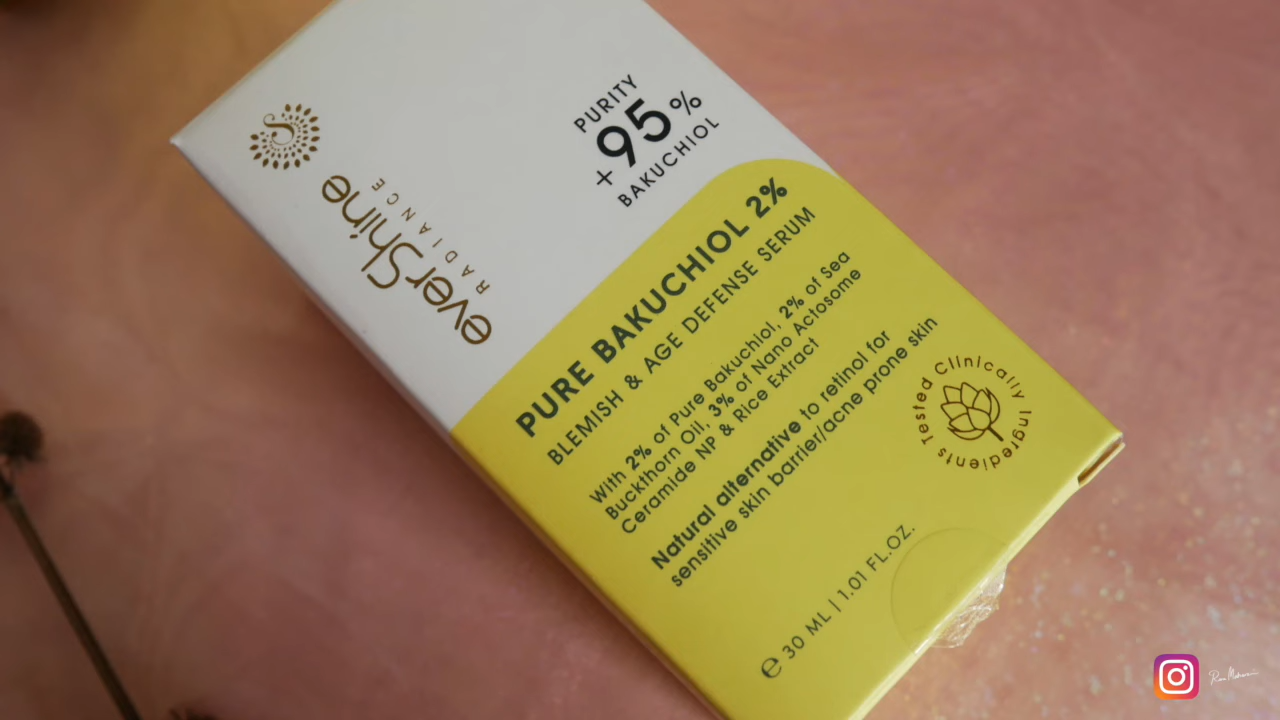 everShine
RADIANCE
PURITY
+95%
BAKUCHIOL
PURE BAKUCHIOL 2%
BLEMISH & AGE DEFENSE SERUM
With 2% of Pure Bakuchiol, 2% of Sea
Buckthorn Oil, 3% of Nano Actosome
Ceramide NP & Rice Extract
Natural alternative to retinol for
sensitive skin barrier/acne prone skin
Clinically Tested Ingredients
℮ 30 ML | 1.01 FL.OZ.